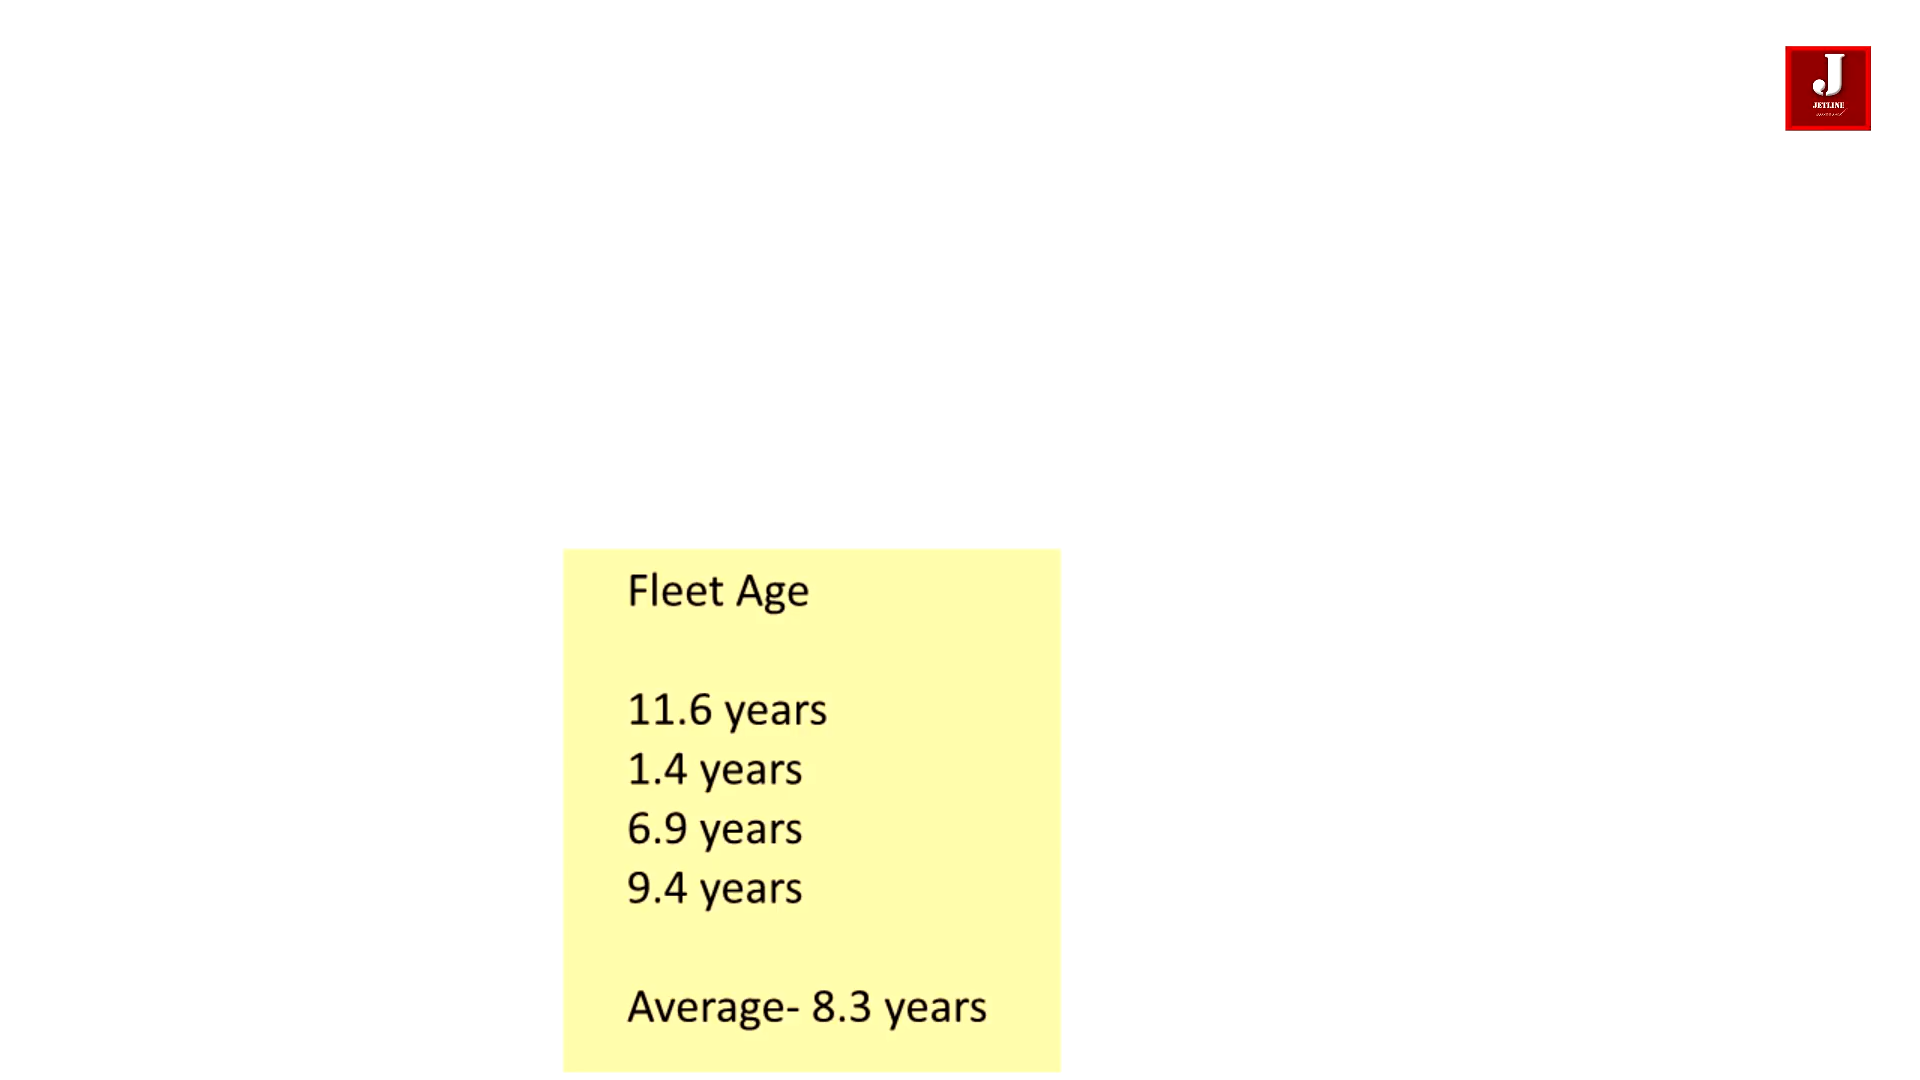 J
JETLINE
Fleet Age
11.6 years
1.4 years
6.9 years
9.4 years
Average- 8.3 years